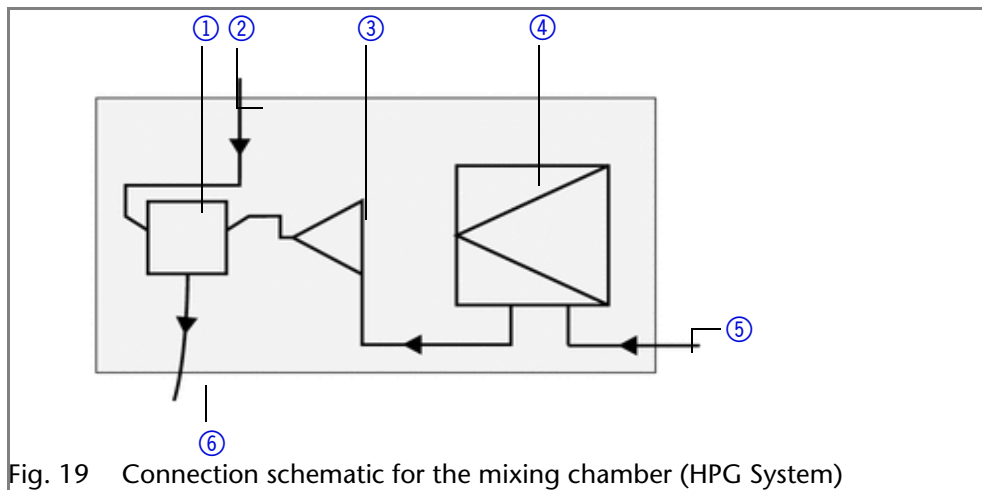 ① ② ③ ④
⑤
⑥
Fig. 19 Connection schematic for the mixing chamber (HPG System)